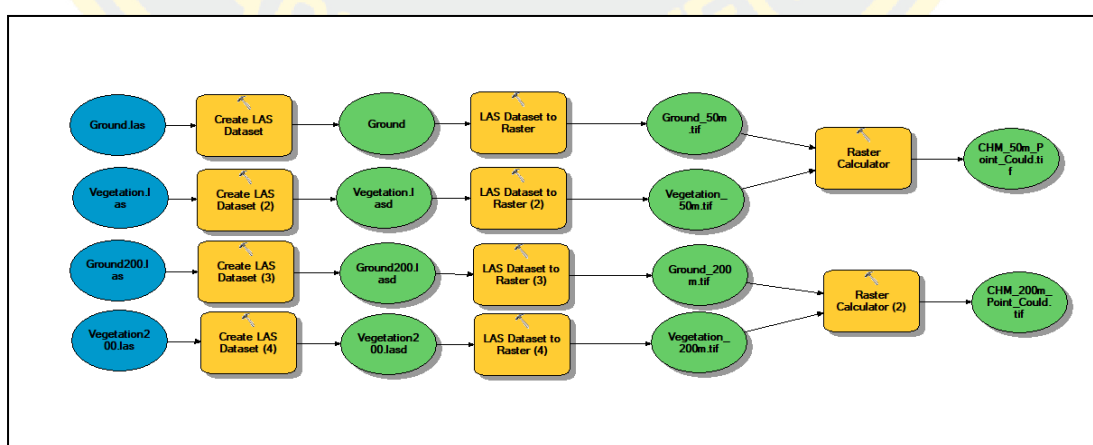 Ground.las
Create LAS
Dataset
Ground
LAS Dataset to
Raster
Ground_50m
.tif
Vegetation.l
as
Create LAS
Dataset (2)
Vegetation.l
asd
LAS Dataset to
Raster (2)
Vegetation_
50m.tif
Raster
Calculator
CHM_50m_P
oint_Could.ti
f
Ground200.l
as
Create LAS
Dataset (3)
Ground200.l
asd
LAS Dataset to
Raster (3)
Ground_200
m.tif
Vegetation2
00.las
Create LAS
Dataset (4)
Vegetation2
00.lasd
LAS Dataset to
Raster (4)
Vegetation_
200m.tif
Raster
Calculator (2)
CHM_200m_
Point_Could.
tif